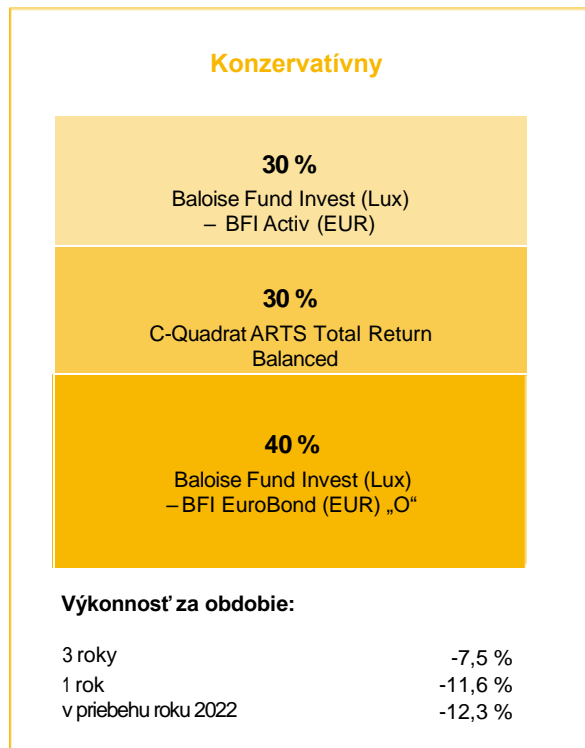 Konzervatívny
30 %
Baloise Fund Invest (Lux)
– BFI Activ (EUR)
30 %
C-Quadrat ARTS Total Return
Balanced
40 %
Baloise Fund Invest (Lux)
– BFI EuroBond (EUR) „O“
Výkonnosť za obdobie:
3 roky -7,5 %
1 rok -11,6 %
v priebehu roku 2022 -12,3 %